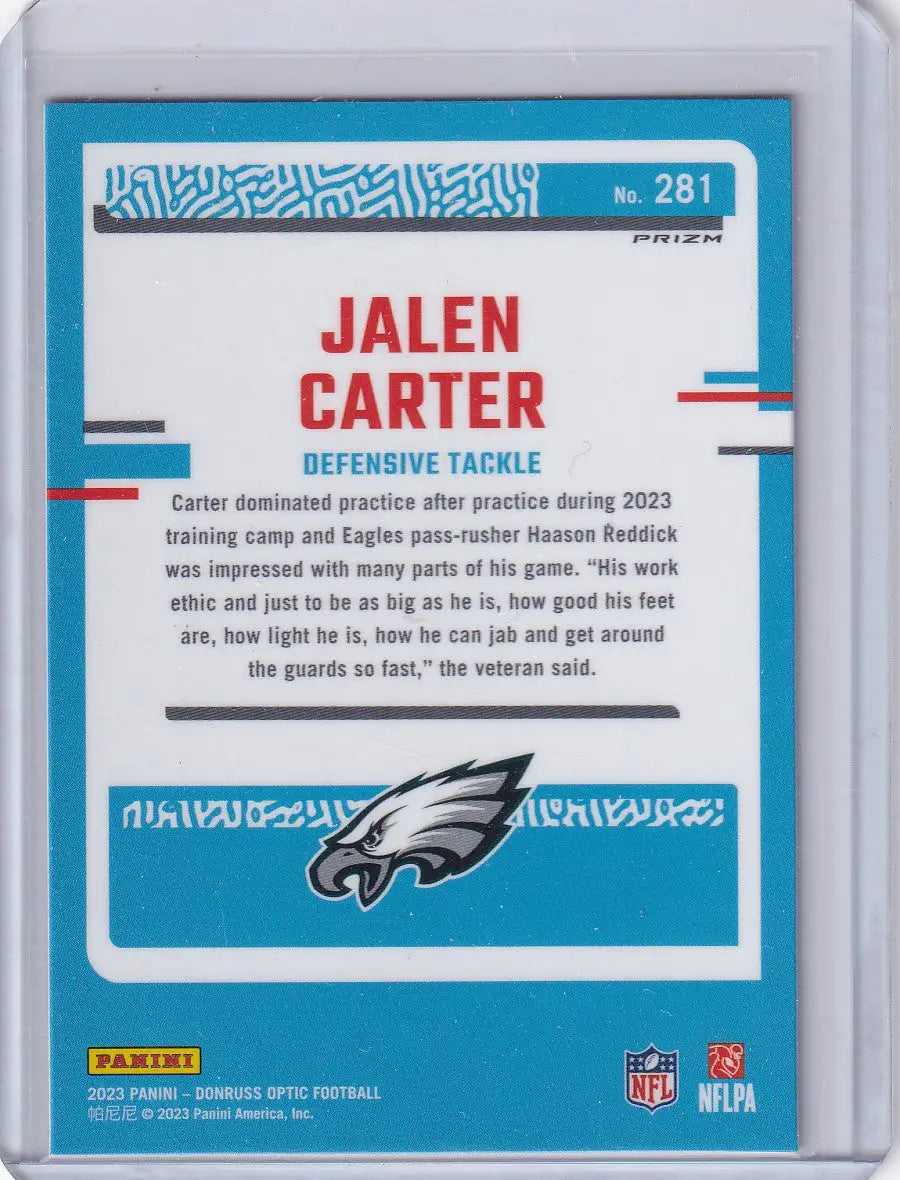 No. 281
PRIZM
JALEN
CARTER
DEFENSIVE TACKLE
Carter dominated practice after practice during 2023
training camp and Eagles pass-rusher Haason Reddick
was impressed with many parts of his game. “His work
ethic and just to be as big as he is, how good his feet
are, how light he is, how he can jab and get around
the guards so fast,” the veteran said.
PANINI
2023 PANINI – DONRUSS OPTIC FOOTBALL
帕尼尼 © 2023 Panini America, Inc.
NFL
NFLPA